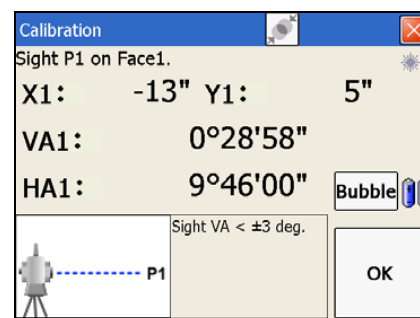 Calibration
Sight P1 on Face1.
X1: -13" Y1: 5"
VA1: 0°28'58"
HA1: 9°46'00"
Bubble
Sight VA < ±3 deg.
P1
OK